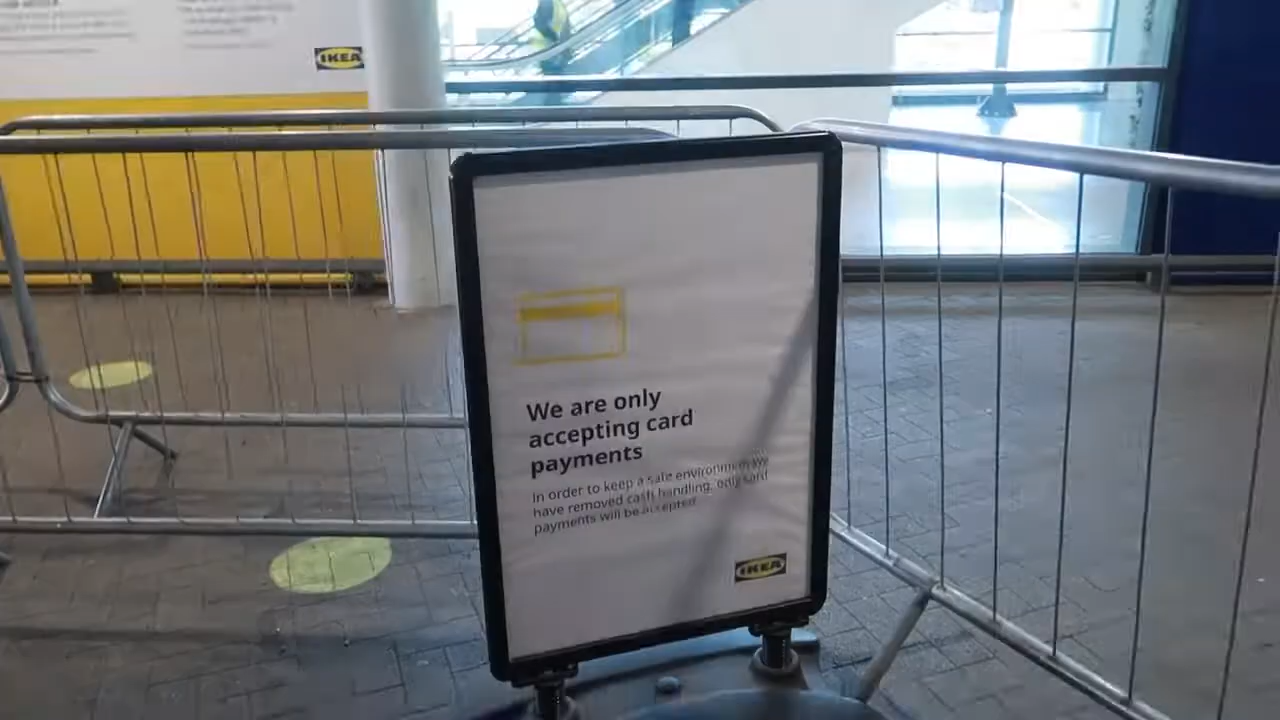 IKEA
We are only
accepting card
payments
In order to keep a safe environment we
have removed cash handling, only card
payments will be accepted
IKEA